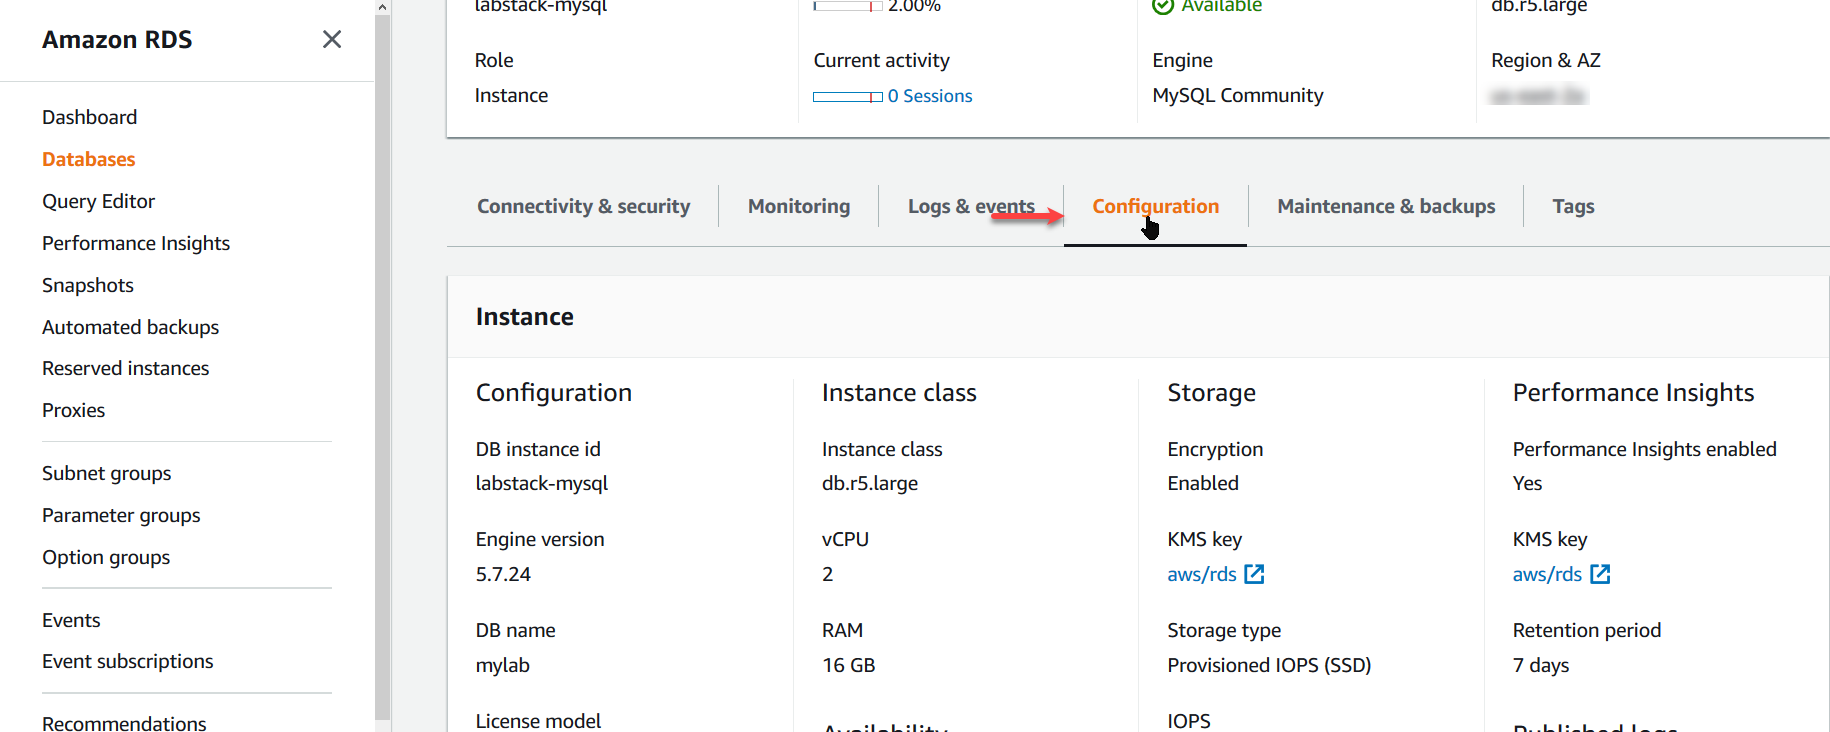 Amazon RDS
Dashboard
Databases
Query Editor
Performance Insights
Snapshots
Automated backups
Reserved instances
Proxies
Subnet groups
Parameter groups
Option groups
Events
Event subscriptions
Recommendations
labstack-mysql
2.00%
Available
db.r5.large
Role
Current activity
Engine
Region & AZ
Instance
0 Sessions
MySQL Community
Connectivity & security
Monitoring
Logs & events
Configuration
Maintenance & backups
Tags
Instance
Configuration
DB instance id
labstack-mysql
Engine version
5.7.24
DB name
mylab
License model
Instance class
Instance class
db.r5.large
vCPU
2
RAM
16 GB
Availability
Storage
Encryption
Enabled
KMS key
aws/rds
Storage type
Provisioned IOPS (SSD)
IOPS
Performance Insights
Performance Insights enabled
Yes
KMS key
aws/rds
Retention period
7 days
Published logs